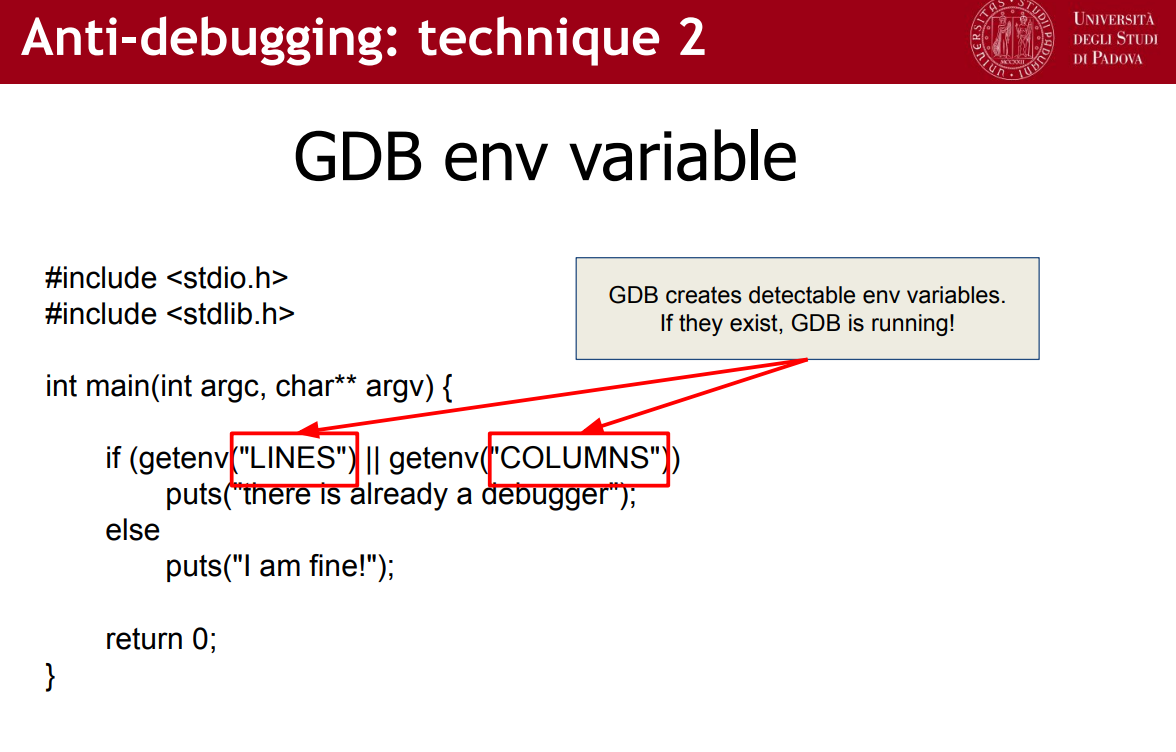 Anti-debugging: technique 2
UNIVERSITÀ
DEGLI STUDI
DI PADOVA
GDB env variable
#include <stdio.h>
#include <stdlib.h>
GDB creates detectable env variables.
If they exist, GDB is running!
int main(int argc, char** argv) {
if (getenv("LINES") || getenv("COLUMNS"))
puts("there is already a debugger");
else
puts("I am fine!");
return 0;
}